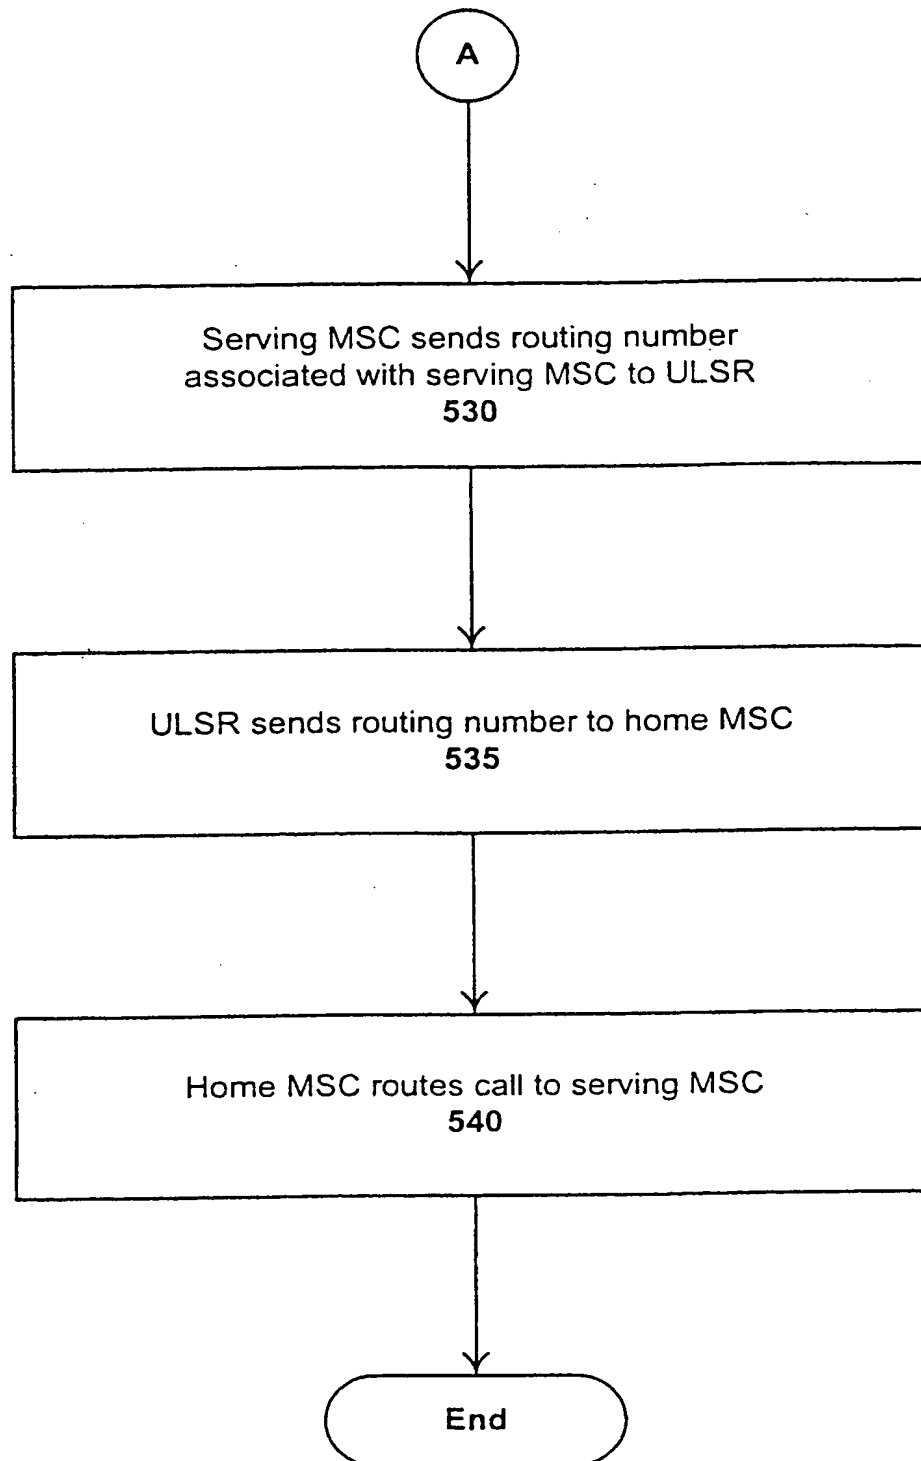 A
Serving MSC sends routing number
associated with serving MSC to ULSR
530
ULSR sends routing number to home MSC
535
Home MSC routes call to serving MSC
540
End